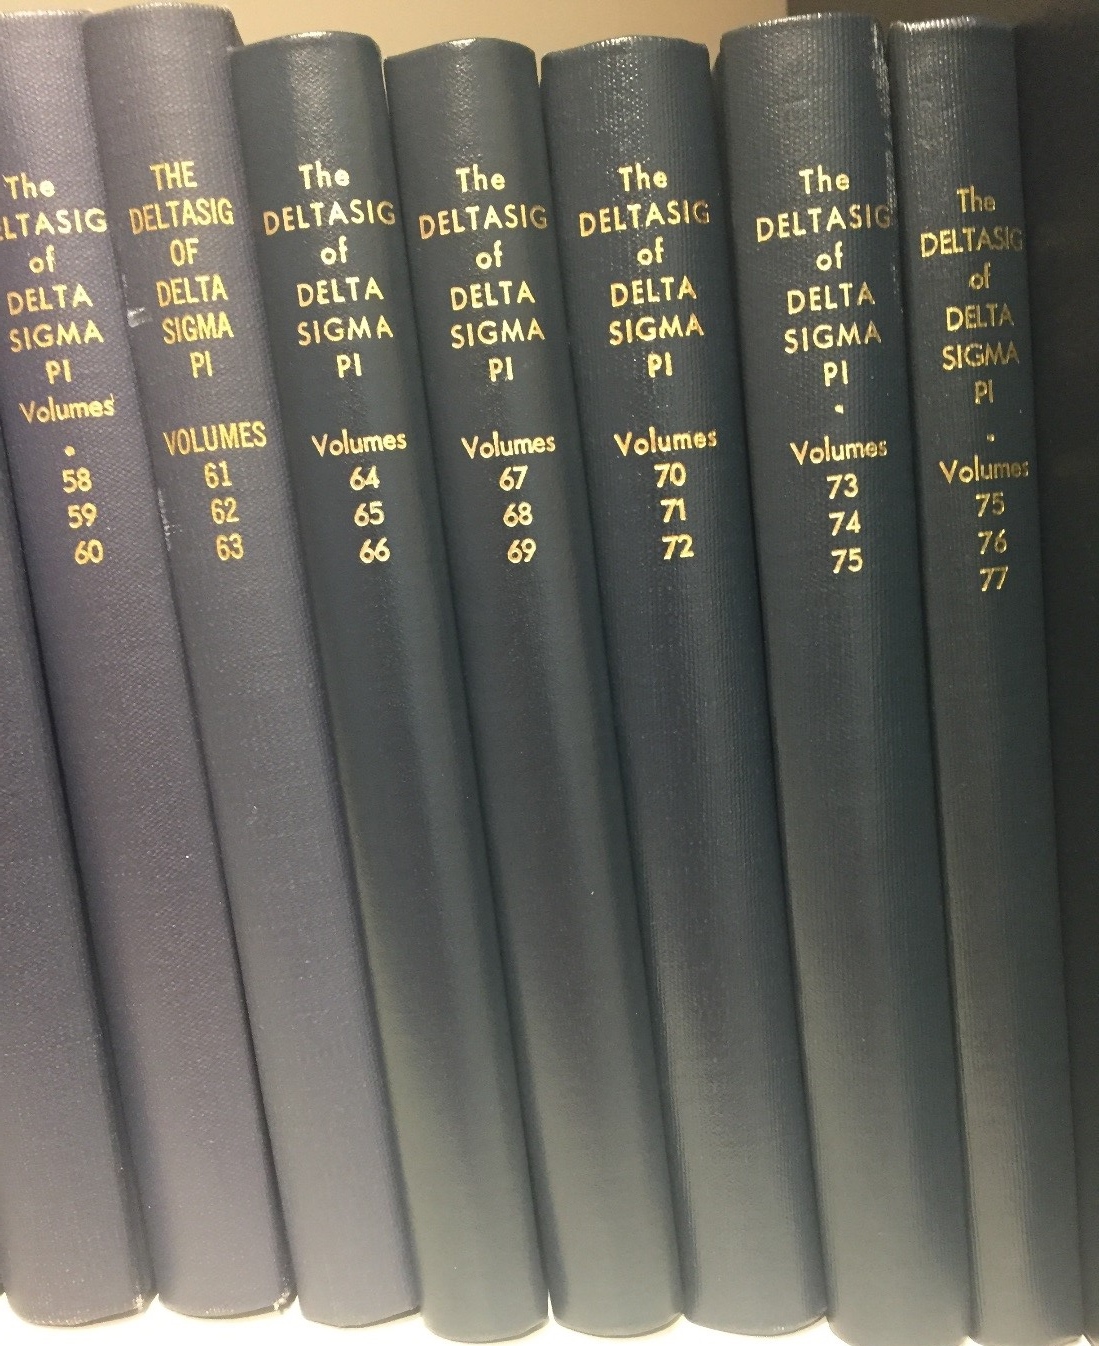 The
LTASIG
of
DELTA
SIGMA
PI
Volumes
58
59
60
THE
DELTASIG
OF
DELTA
SIGMA
PI
VOLUMES
61
62
63
The
DELTASIG
of
DELTA
SIGMA
PI
Volumes
64
65
66
The
DELTASIG
of
DELTA
SIGMA
PI
Volumes
67
68
69
The
DELTASIG
of
DELTA
SIGMA
PI
Volumes
70
71
72
The
DELTASIG
of
DELTA
SIGMA
PI
Volumes
73
74
75
The
DELTASIG
of
DELTA
SIGMA
PI
Volumes
75
76
77